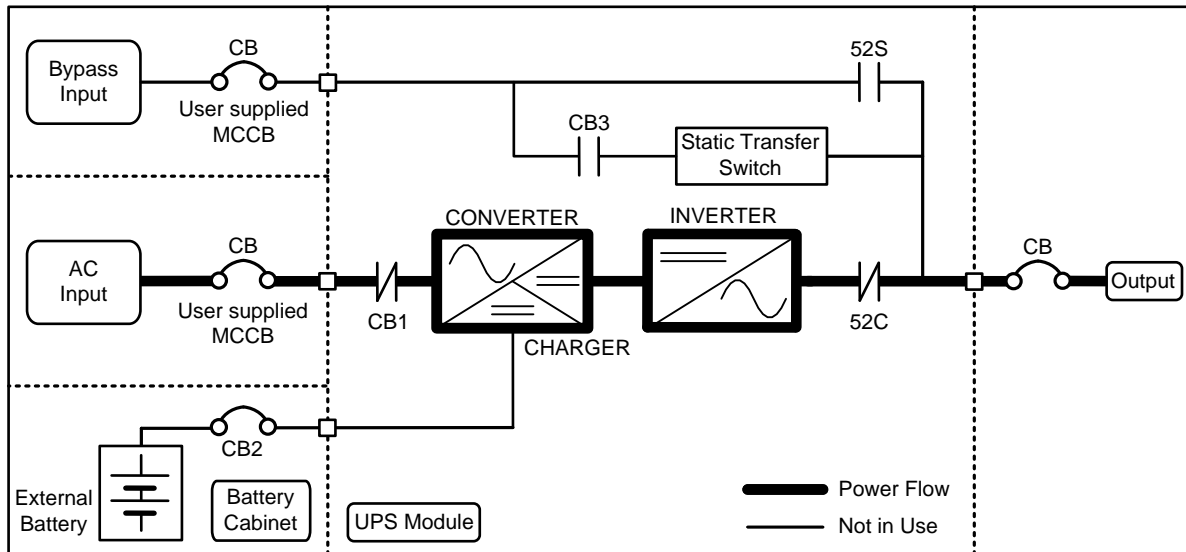 Bypass
Input
CB
User supplied
MCCB
52S
CB3
Static Transfer
Switch
AC
Input
CB
User supplied
MCCB
CB1
CONVERTER
CHARGER
INVERTER
52C
CB
Output
External
Battery
CB2
Battery
Cabinet
UPS Module
Power Flow
Not in Use